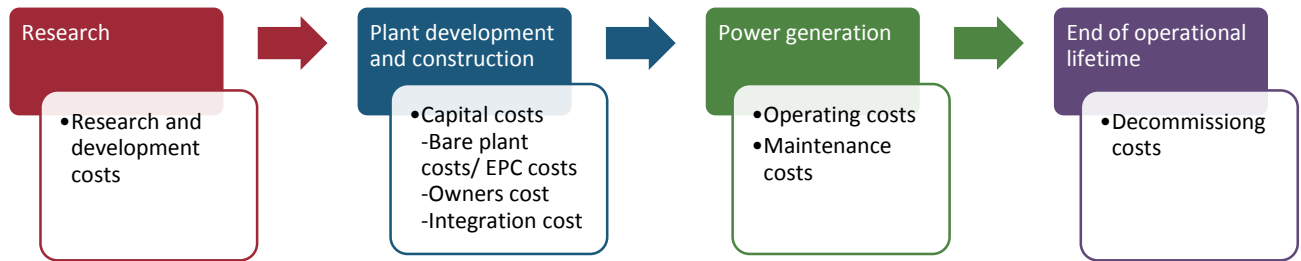 Research
•Research and
development
costs
Plant development
and construction
•Capital costs
-Bare plant
costs/ EPC costs
-Owners cost
-Integration cost
Power generation
•Operating costs
•Maintenance
costs
End of operational
lifetime
•Decommissiong
costs